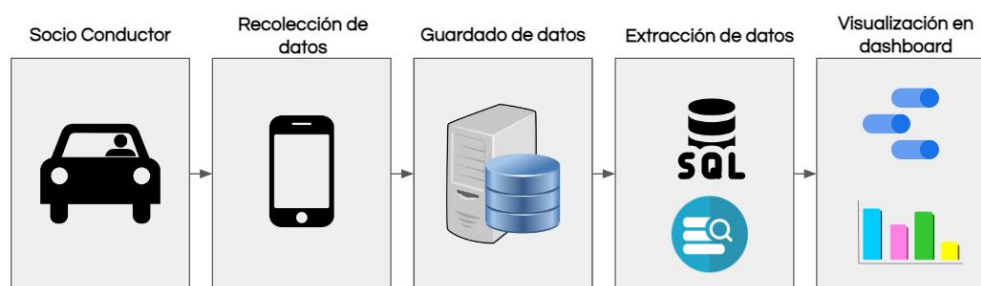 Socio Conductor
Recolección de
datos
Guardado de datos
Extracción de datos
Visualización en
dashboard
SQL